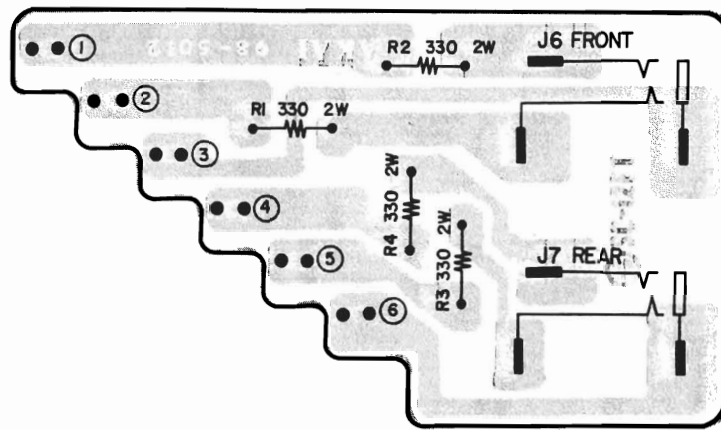 ①
R2 330 2W
J6 FRONT
②
R1 330 2W
③
④
R4 330 2W
R3 330 2W.
⑤
J7 REAR
⑥